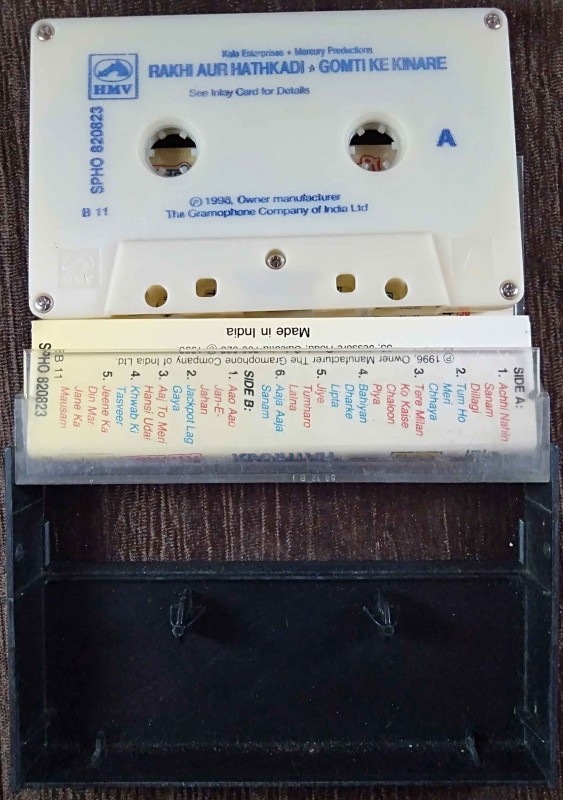 Kala Enterprises + Mercury Productions
RAKHI AUR HATHKADI ★ GOMTI KE KINARE
HMV
See Inlay Card for Details
SPHO 820823
A
B 11
℗ 1996, Owner manufacturer
The Gramophone Company of India Ltd
Made in India
℗ 1996, Owner Manufacturer The Gramophone Company of India Ltd
11
SPHO 820823
SIDE A:
1. Achhi Nahin
Sanam
Dillagi
2. Tum Ho
Meri
Chhaya
3. Tere Milan
Ko Kaise
Khaloon
Piya
4. Bahiyan
Dharke
Lipta
5. Jiye
Tumharo
Lalna
6. Aaja Aaja
Sanam
SIDE B:
1. Aao Aao
Jan-E-
Jahan
2. Jackpot Lag
Gaya
3. Aaj To Meri
Hansi Udai
4. Khwab Ki
Tasveer
5. Jeene Ka
Din Mar
Jane Ka
Mausam